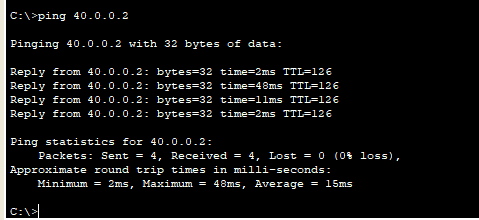 C:\>ping 40.0.0.2
Pinging 40.0.0.2 with 32 bytes of data:
Reply from 40.0.0.2: bytes=32 time=2ms TTL=126
Reply from 40.0.0.2: bytes=32 time=48ms TTL=126
Reply from 40.0.0.2: bytes=32 time=11ms TTL=126
Reply from 40.0.0.2: bytes=32 time=2ms TTL=126
Ping statistics for 40.0.0.2:
Packets: Sent = 4, Received = 4, Lost = 0 (0% loss),
Approximate round trip times in milli-seconds:
Minimum = 2ms, Maximum = 48ms, Average = 15ms
C:\>